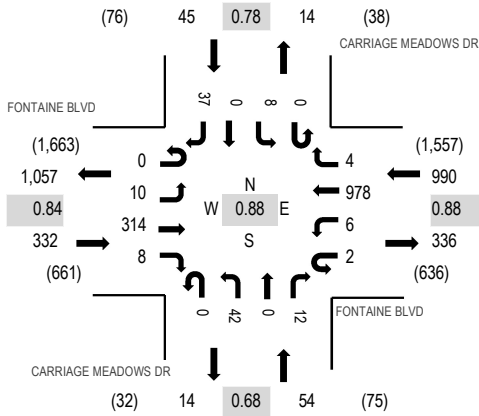 (76) 45 0.78 14 (38)
CARRIAGE MEADOWS DR
37 0 8 0
FONTAINE BLVD
(1,663) (1,557)
0 4
1,057 990
10 978
N
0.84 W 0.88 E 0.88
S
314 6
332 336
8 2
(661) (636)
0 42 0 12
FONTAINE BLVD
CARRIAGE MEADOWS DR
(32) 14 0.68 54 (75)